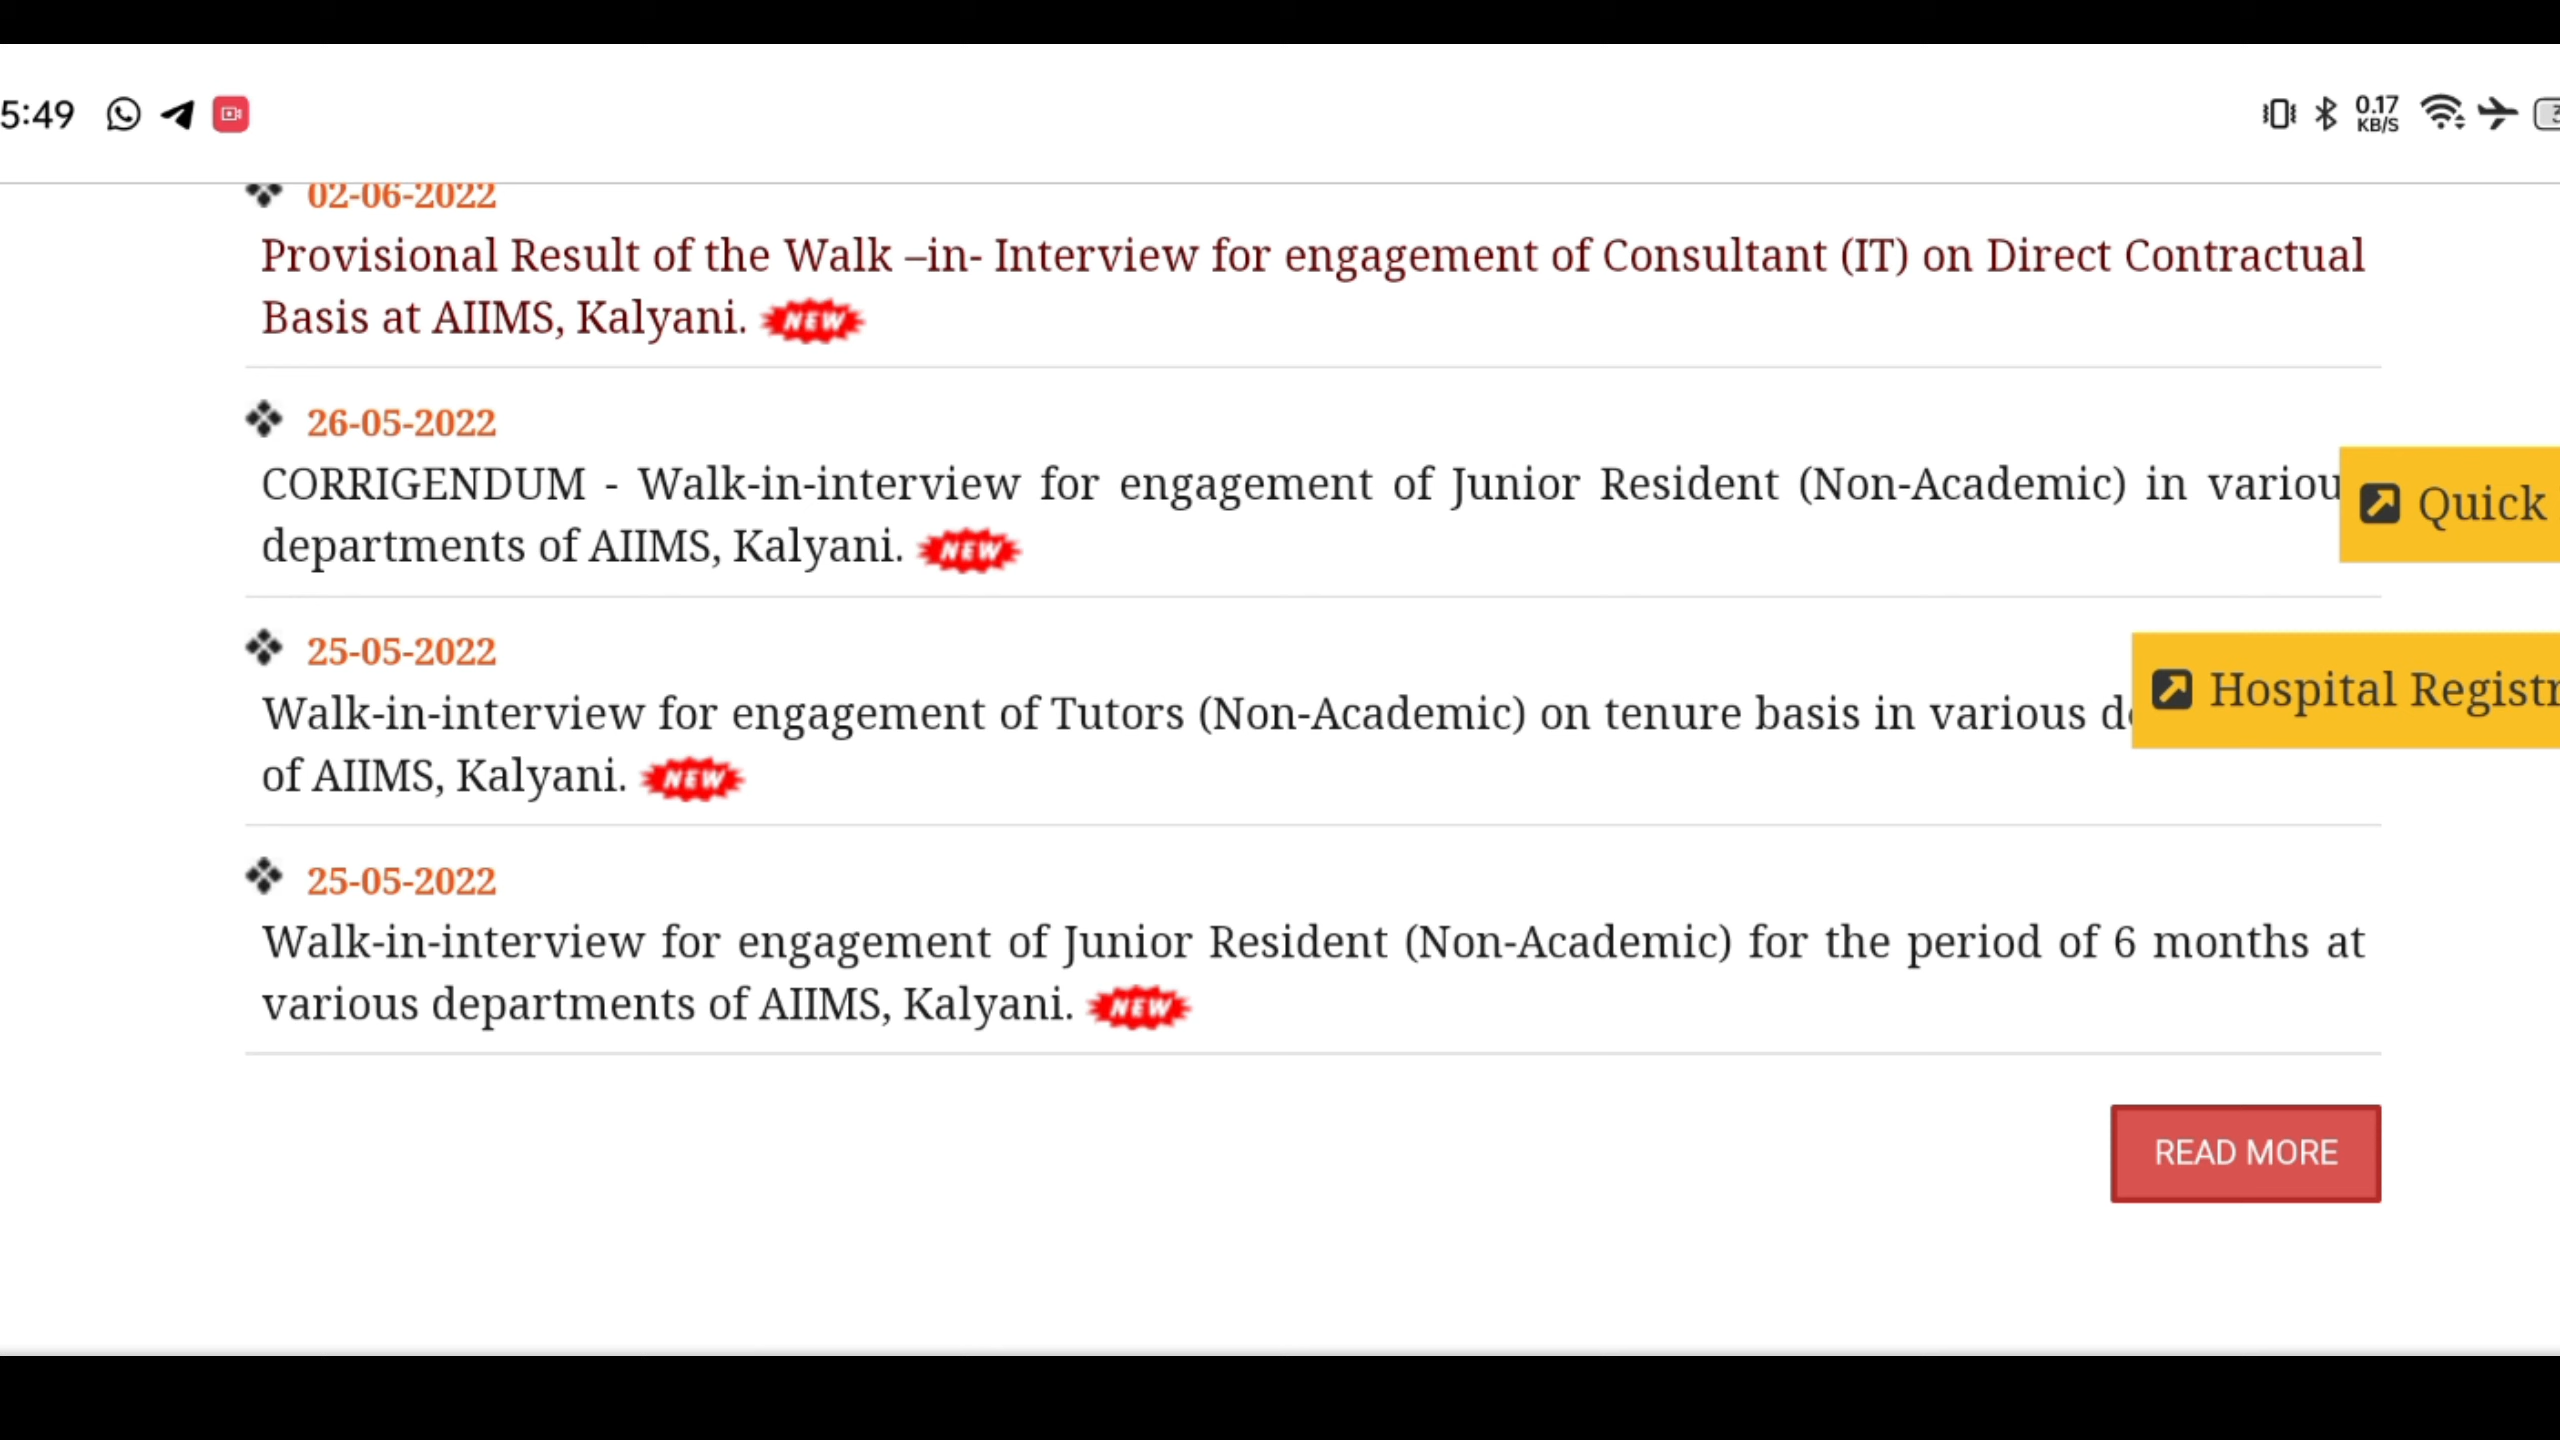 5:49
0.17
KB/S
02-06-2022
Provisional Result of the Walk –in- Interview for engagement of Consultant (IT) on Direct Contractual
Basis at AIIMS, Kalyani. NEW
26-05-2022
CORRIGENDUM - Walk-in-interview for engagement of Junior Resident (Non-Academic) in variou
Quick
departments of AIIMS, Kalyani. NEW
25-05-2022
Walk-in-interview for engagement of Tutors (Non-Academic) on tenure basis in various
Hospital Registr
of AIIMS, Kalyani. NEW
25-05-2022
Walk-in-interview for engagement of Junior Resident (Non-Academic) for the period of 6 months at
various departments of AIIMS, Kalyani. NEW
READ MORE